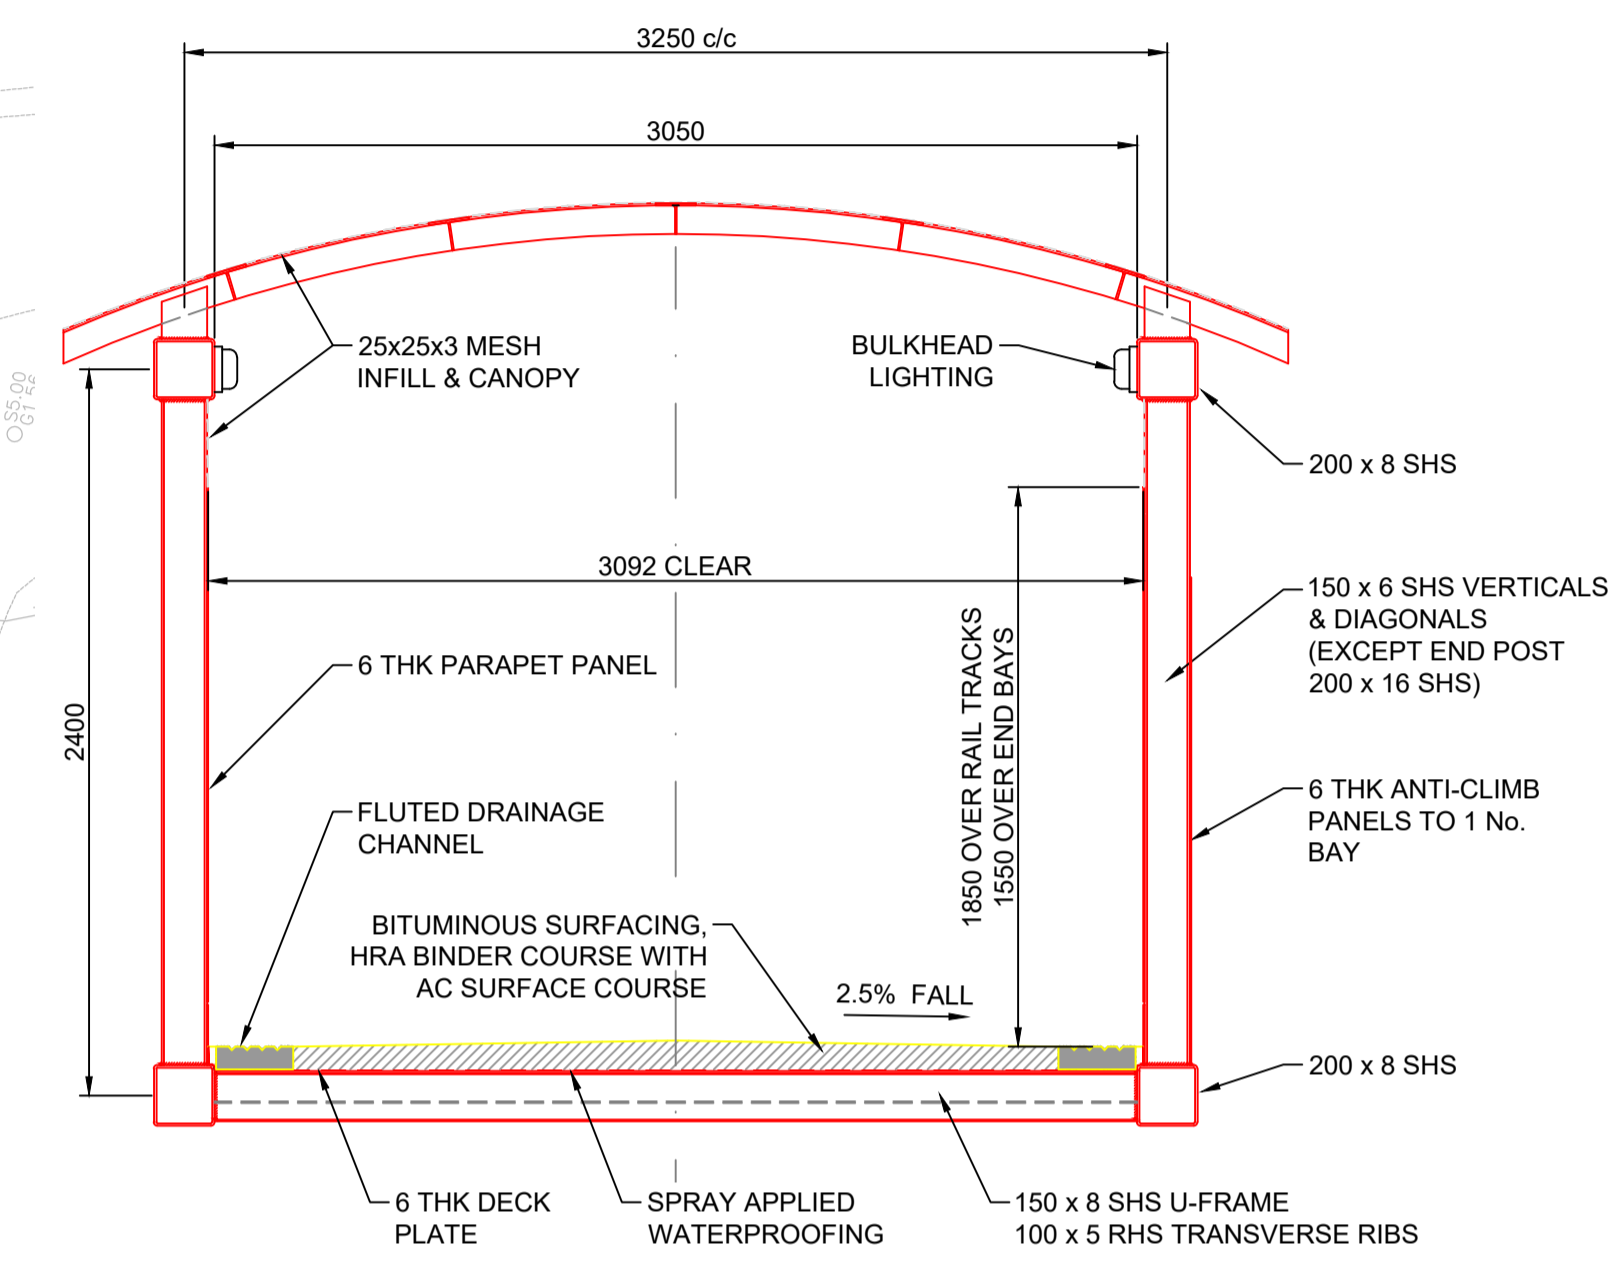 3250 c/c
3050
25x25x3 MESH
INFILL & CANOPY
BULKHEAD
LIGHTING
S5.00
200 x 8 SHS
3092 CLEAR
150 x 6 SHS VERTICALS
& DIAGONALS
(EXCEPT END POST
200 x 16 SHS)
6 THK PARAPET PANEL
2400
1850 OVER RAIL TRACKS
1550 OVER END BAYS
6 THK ANTI-CLIMB
PANELS TO 1 No.
BAY
FLUTED DRAINAGE
CHANNEL
BITUMINOUS SURFACING,
HRA BINDER COURSE WITH
AC SURFACE COURSE
2.5% FALL
200 x 8 SHS
6 THK DECK
PLATE
SPRAY APPLIED
WATERPROOFING
150 x 8 SHS U-FRAME
100 x 5 RHS TRANSVERSE RIBS